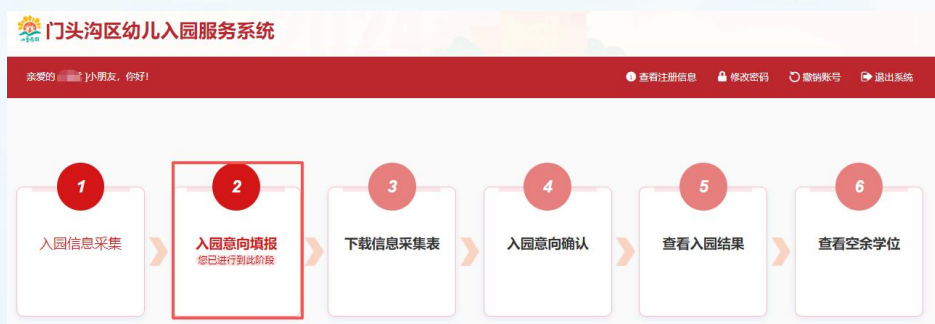 门头沟区幼儿入园服务系统
亲爱的 小朋友，你好！
查看注册信息 修改密码 撤销账号 退出系统
1 2 3 4 5 6
入园信息采集 入园意向填报 下载信息采集表 入园意向确认 查看入园结果 查看空余学位
您已进行到此阶段